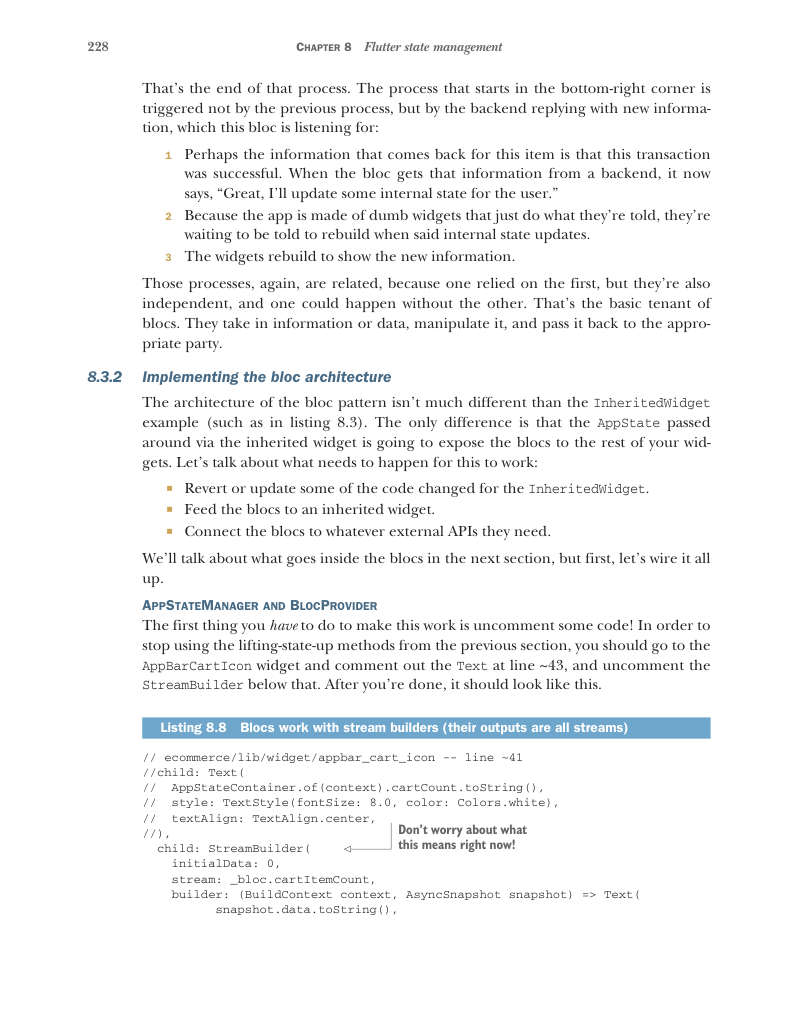 228
CHAPTER 8 Flutter state management
That’s the end of that process. The process that starts in the bottom-right corner is
triggered not by the previous process, but by the backend replying with new informa-
tion, which this bloc is listening for:
1 Perhaps the information that comes back for this item is that this transaction
was successful. When the bloc gets that information from a backend, it now
says, “Great, I’ll update some internal state for the user.”
2 Because the app is made of dumb widgets that just do what they’re told, they’re
waiting to be told to rebuild when said internal state updates.
3 The widgets rebuild to show the new information.
Those processes, again, are related, because one relied on the first, but they’re also
independent, and one could happen without the other. That’s the basic tenant of
blocs. They take in information or data, manipulate it, and pass it back to the appro-
priate party.
8.3.2 Implementing the bloc architecture
The architecture of the bloc pattern isn’t much different than the InheritedWidget
example (such as in listing 8.3). The only difference is that the AppState passed
around via the inherited widget is going to expose the blocs to the rest of your wid-
gets. Let’s talk about what needs to happen for this to work:
■ Revert or update some of the code changed for the InheritedWidget.
■ Feed the blocs to an inherited widget.
■ Connect the blocs to whatever external APIs they need.
We’ll talk about what goes inside the blocs in the next section, but first, let’s wire it all
up.
APPSTATEMANAGER AND BLOCPROVIDER
The first thing you have to do to make this work is uncomment some code! In order to
stop using the lifting-state-up methods from the previous section, you should go to the
AppBarCartIcon widget and comment out the Text at line ~43, and uncomment the
StreamBuilder below that. After you’re done, it should look like this.
Listing 8.8 Blocs work with stream builders (their outputs are all streams)
// ecommerce/lib/widget/appbar_cart_icon -- line ~41
//child: Text(
//  AppStateContainer.of(context).cartCount.toString(),
//  style: TextStyle(fontSize: 8.0, color: Colors.white),
//  textAlign: TextAlign.center,
//),
  child: StreamBuilder(
Don’t worry about what
this means right now!
    initialData: 0,
    stream: _bloc.cartItemCount,
    builder: (BuildContext context, AsyncSnapshot snapshot) => Text(
          snapshot.data.toString(),